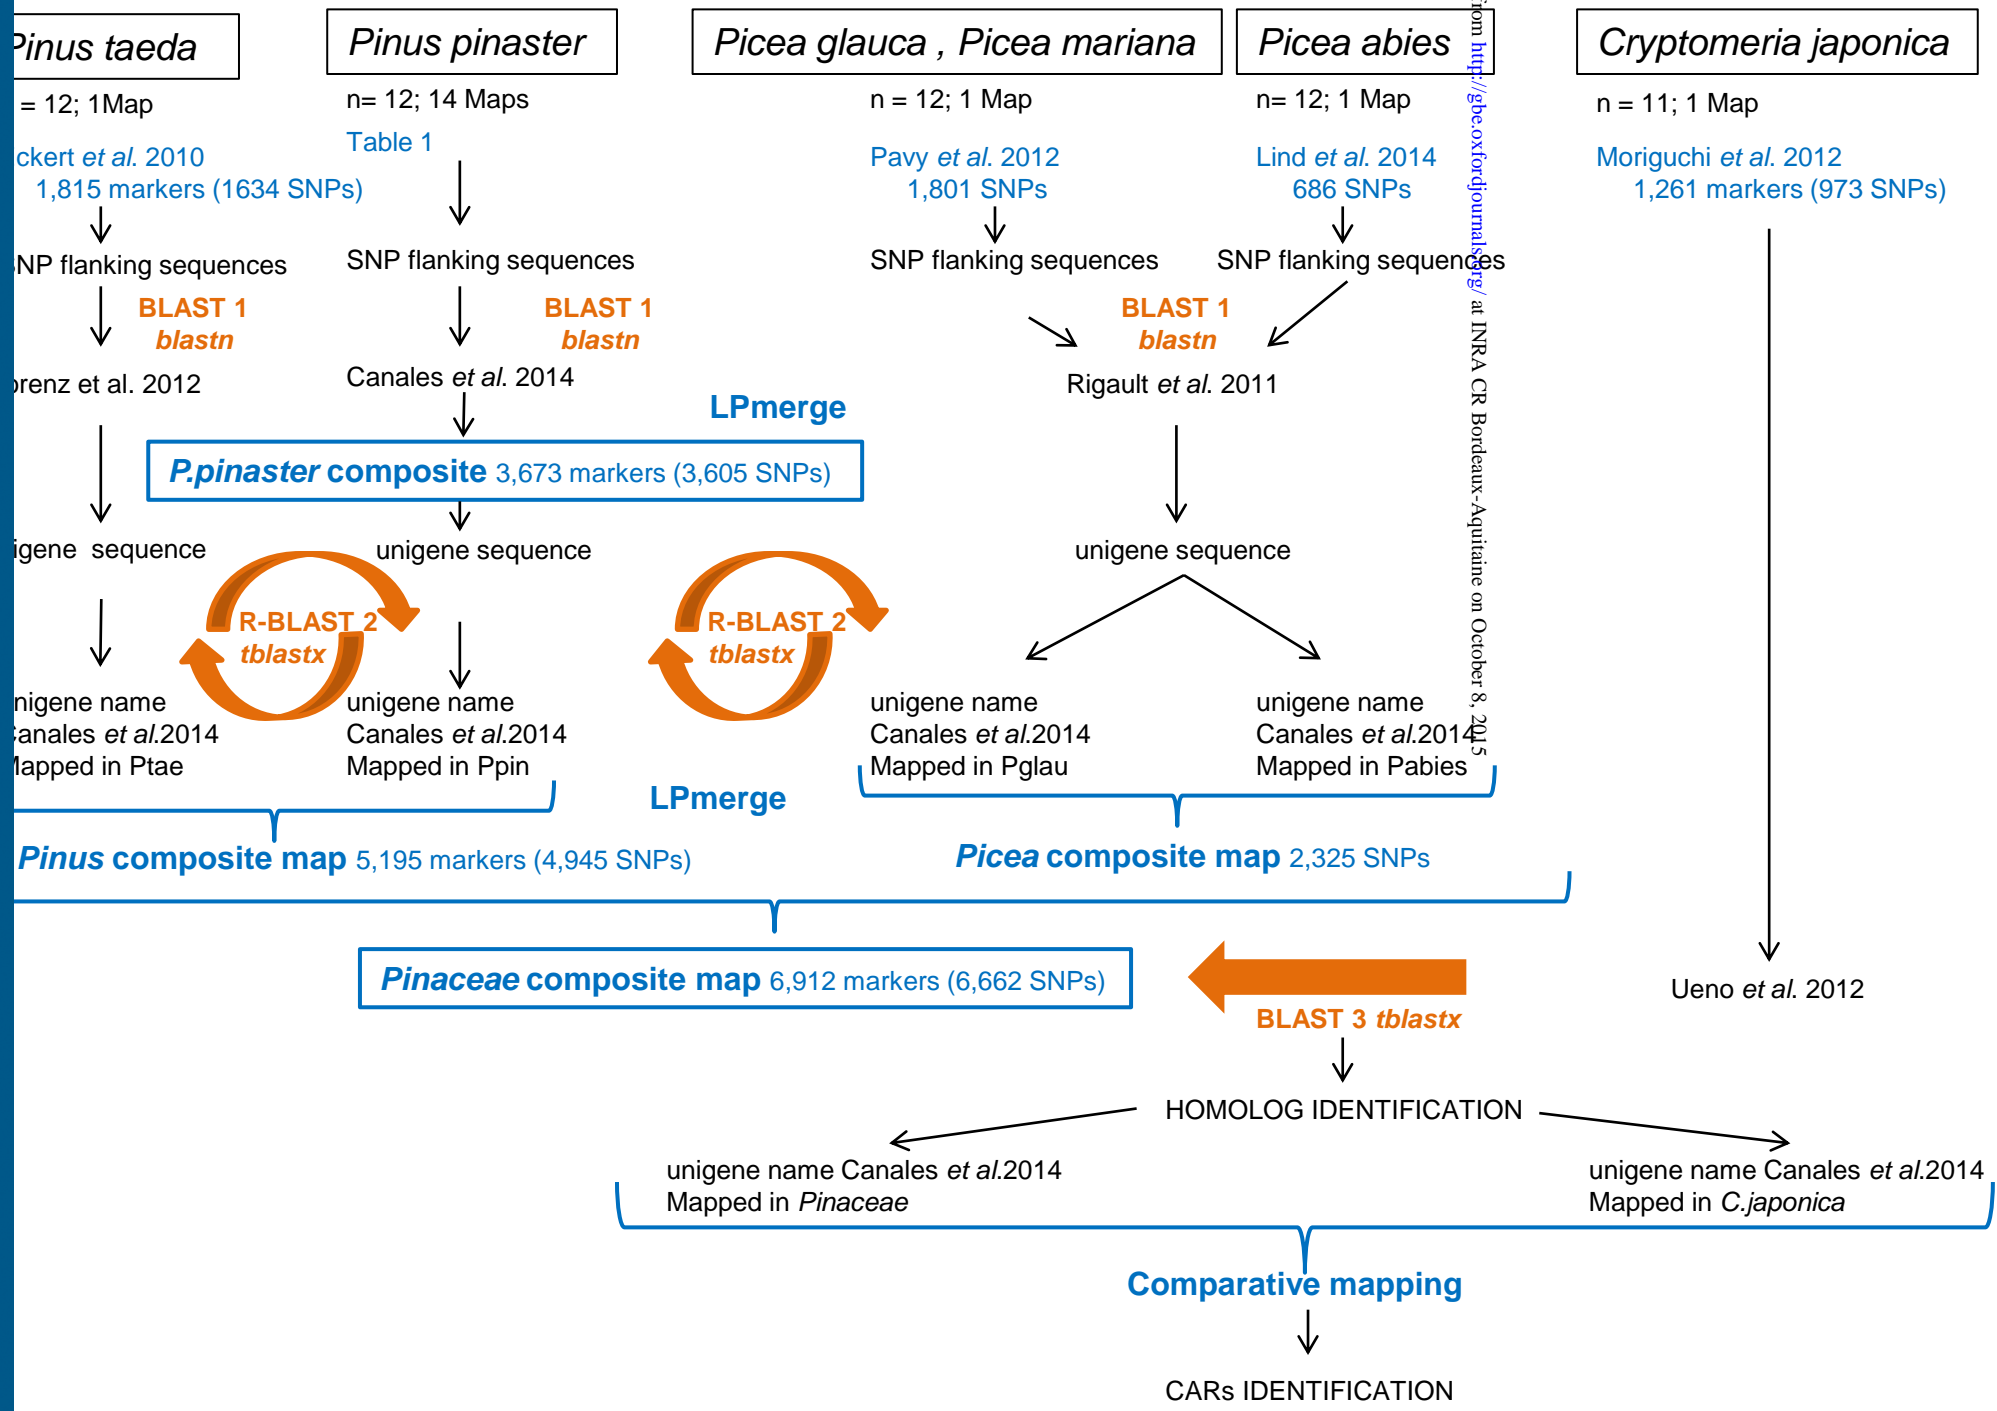 Pinus taeda
Pinus pinaster
Picea glauca , Picea mariana
Picea abies
Cryptomeria japonica
= 12; 1Map
n= 12; 14 Maps
n = 12; 1 Map
n= 12; 1 Map
n = 11; 1 Map
ckert et al. 2010
1,815 markers (1634 SNPs)
Table 1
Pavy et al. 2012
1,801 SNPs
Lind et al. 2014
686 SNPs
Moriguchi et al. 2012
1,261 markers (973 SNPs)
SNP flanking sequences
SNP flanking sequences
SNP flanking sequences
SNP flanking sequences
BLAST 1
blastn
BLAST 1
blastn
BLAST 1
blastn
orenz et al. 2012
Canales et al. 2014
Rigault et al. 2011
LPmerge
P.pinaster composite 3,673 markers (3,605 SNPs)
igene  sequence
unigene sequence
unigene sequence
R-BLAST 2
tblastx
R-BLAST 2
tblastx
unigene name
Canales et al.2014
Mapped in Ptae
unigene name
Canales et al.2014
Mapped in Ppin
unigene name
Canales et al.2014
Mapped in Pglau
unigene name
Canales et al.2014
Mapped in Pabies
LPmerge
Pinus composite map 5,195 markers (4,945 SNPs)
Picea composite map 2,325 SNPs
Pinaceae composite map 6,912 markers (6,662 SNPs)
BLAST 3 tblastx
Ueno et al. 2012
HOMOLOG IDENTIFICATION
unigene name Canales et al.2014
Mapped in Pinaceae
unigene name Canales et al.2014
Mapped in C.japonica
Comparative mapping
CARs IDENTIFICATION
from http://gbe.oxfordjournals.org/ at INRA CR Bordeaux-Aquitaine on October 8, 2015